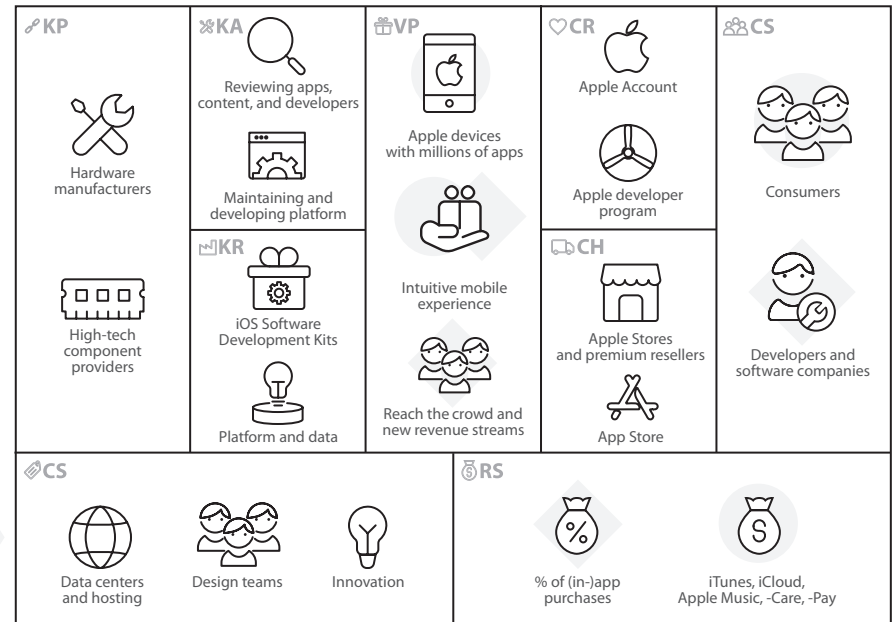 KP
Hardware
manufacturers
High-tech
component
providers
KA
Reviewing apps,
content, and developers
Maintaining and
developing platform
KR
iOS Software
Development Kits
Platform and data
VP
Apple devices
with millions of apps
Intuitive mobile
experience
Reach the crowd and
new revenue streams
CR
Apple Account
Apple developer
program
CH
Apple Stores
and premium resellers
App Store
CS
Consumers
Developers and
software companies
CS
Data centers
and hosting
Design teams
Innovation
$ RS
%
% of (in-)app
purchases
S
iTunes, iCloud,
Apple Music, -Care, -Pay